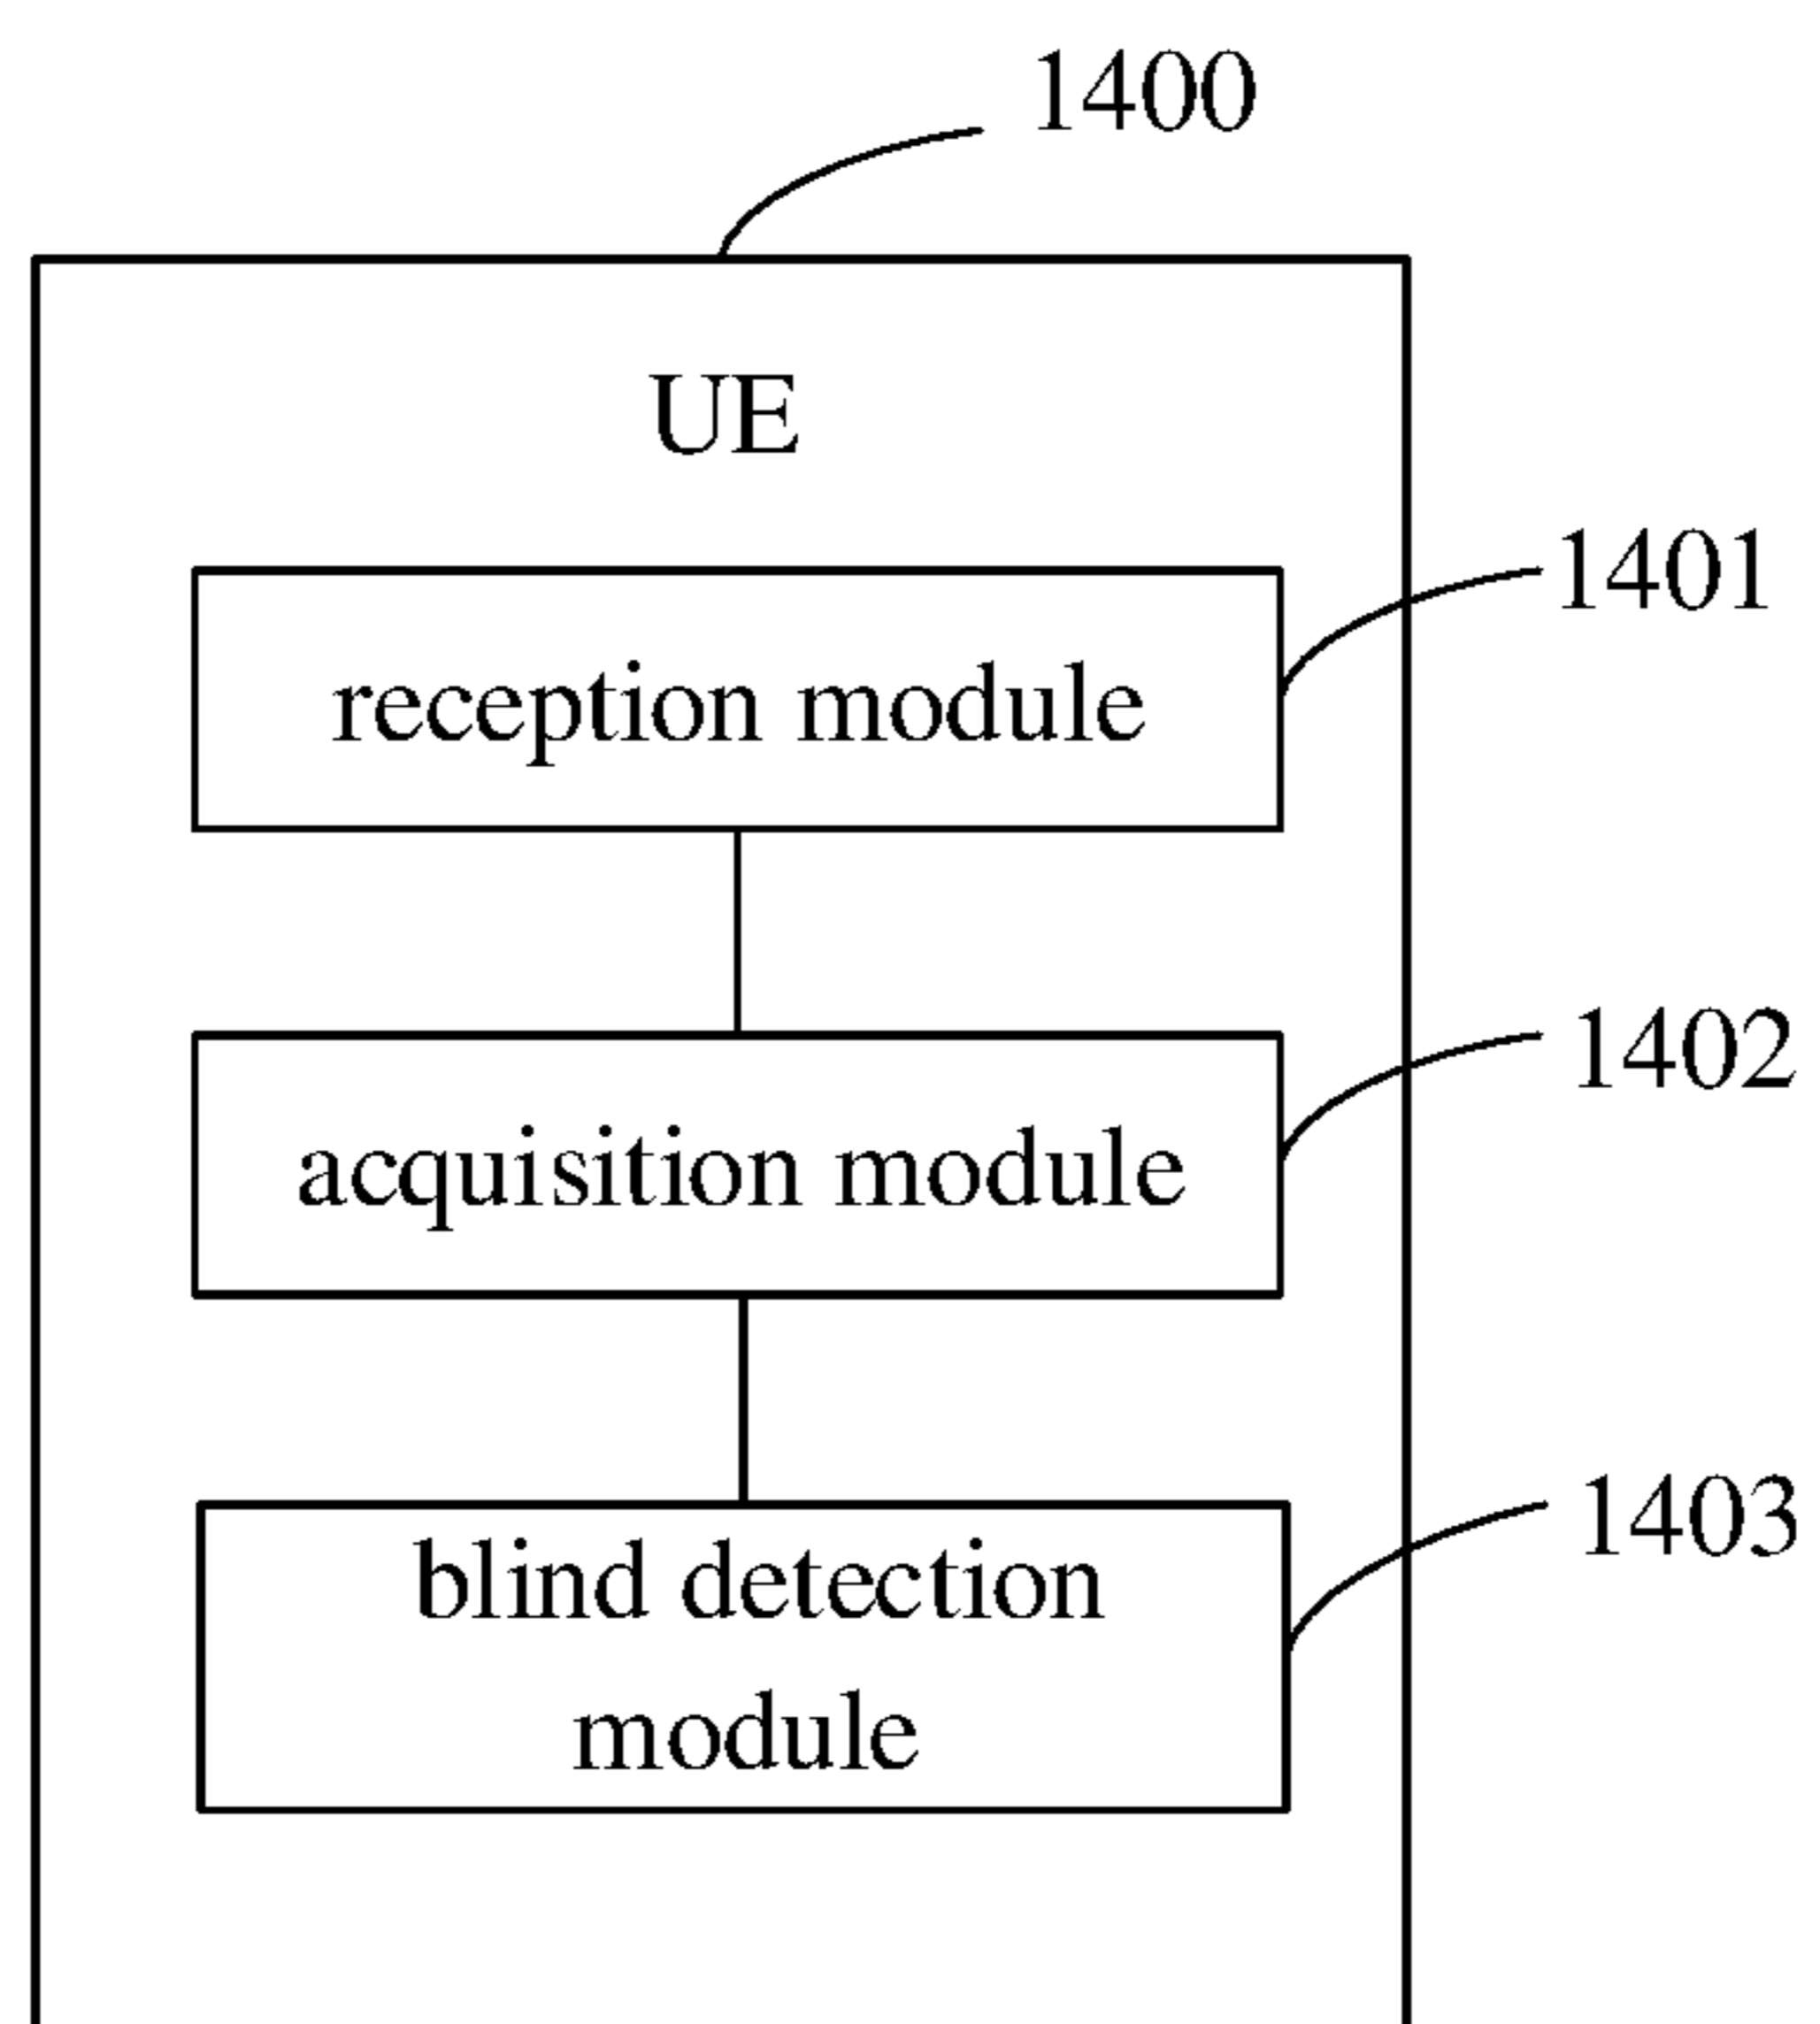 1400
UE
1401
reception module
1402
acquisition module
1403
blind detection
module